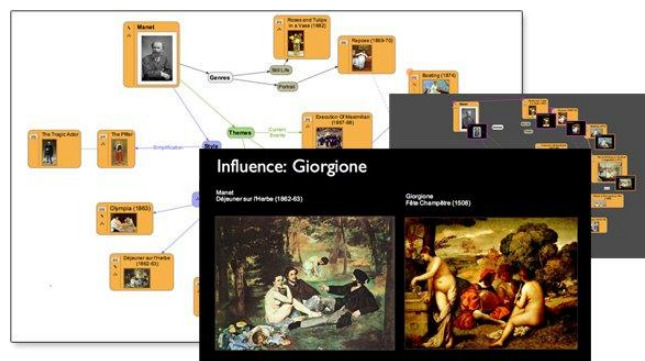 Manet
Roses and Tulips
in a Vase (1882)
Repose (1869-70)
Genres
Still Life
Portrait
Boating (1874)
The Tragic Actor
The Fifer
Simplification
Style
Themes
Current
Events
Execution Of Maximilian
(1867-68)
Olympia (1863)
Déjeuner sur l'Herbe
(1862-63)
Influence: Giorgione
Manet
Déjeuner sur l'Herbe (1862-63)
Giorgione
Fête Champêtre (1508)